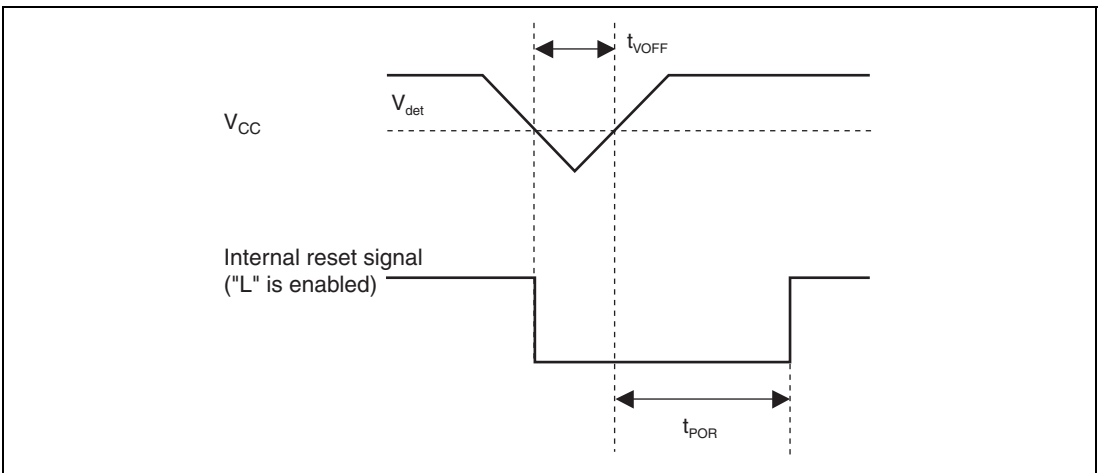 tVOFF
Vdet
VCC
Internal reset signal
("L" is enabled)
tPOR